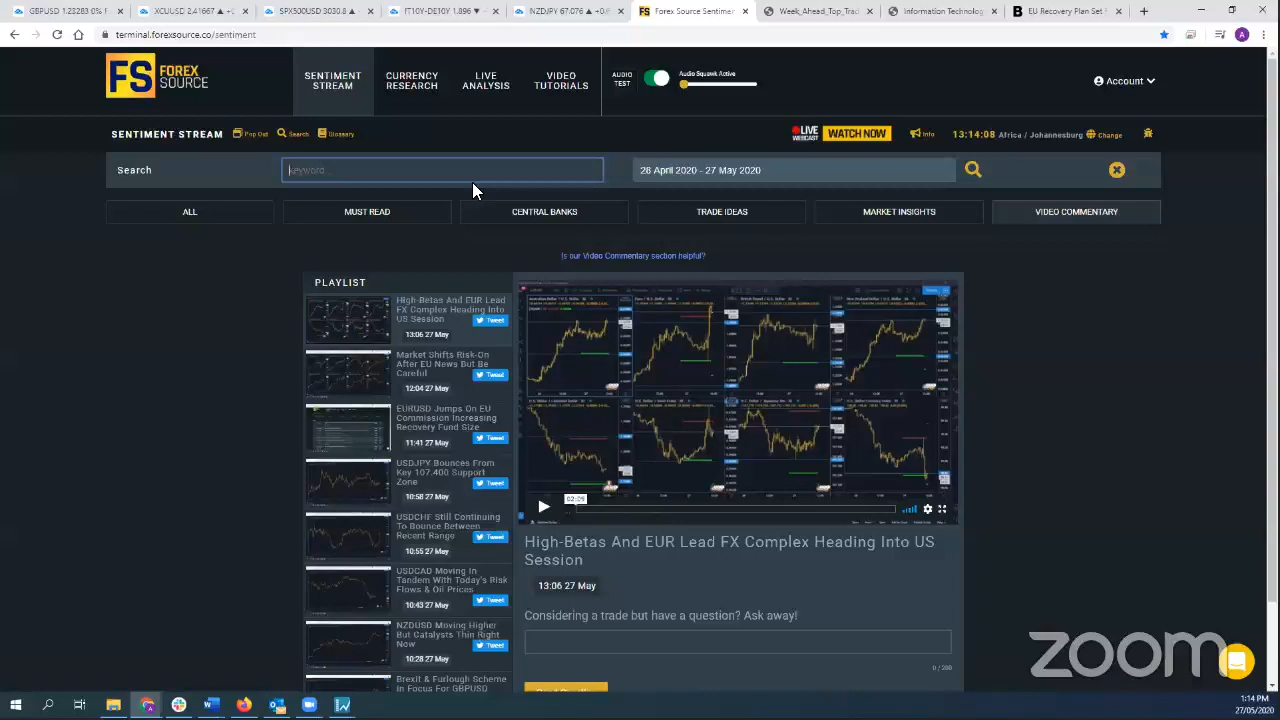 GBPUSD 1.23280 0% F
XCUUSD 2.41667 ▲ +0
SPX500USD 3030.8 ▲
IT10Y-DE10Y 1.896 ▼
NZDJPY 67.076 ▲ +0
Forex Source Sentimen
Week_Ahead_Top_Trad
Information Technolog
EU Recovery Plan Set
terminal.forexsource.co/sentiment
A
FS FOREX SOURCE
SENTIMENT STREAM
CURRENCY RESEARCH
LIVE ANALYSIS
VIDEO TUTORIALS
AUDIO TEST
Audio Squawk Active
Account
SENTIMENT STREAM
Pop Out
Search
Glossary
LIVE WEBCAST
WATCH NOW
Info
13:14:08 Africa / Johannesburg
Change
Search
keyword...
28 April 2020 - 27 May 2020
ALL
MUST READ
CENTRAL BANKS
TRADE IDEAS
MARKET INSIGHTS
VIDEO COMMENTARY
Is our Video Commentary section helpful?
PLAYLIST
High-Betas And EUR Lead
FX Complex Heading Into
US Session
Tweet
13:06 27 May
Market Shifts Risk-On
After EU News But Be
Careful
Tweet
12:04 27 May
EURUSD Jumps On EU
Commission Increasing
Recovery Fund Size
Tweet
11:41 27 May
USDJPY Bounces From
Key 107.400 Support
Zone
Tweet
10:58 27 May
USDCHF Still Continuing
To Bounce Between
Recent Range
Tweet
10:55 27 May
USDCAD Moving In
Tandem With Today's Risk
Flows & Oil Prices
Tweet
10:43 27 May
NZDUSD Moving Higher
But Catalysts Thin Right
Now
Tweet
10:28 27 May
Brexit & Furlough Scheme
In Focus For GBPUSD
02:09
High-Betas And EUR Lead FX Complex Heading Into US
Session
13:06 27 May
Considering a trade but have a question? Ask away!
0 / 200
zoom
1:14 PM
27/05/2020